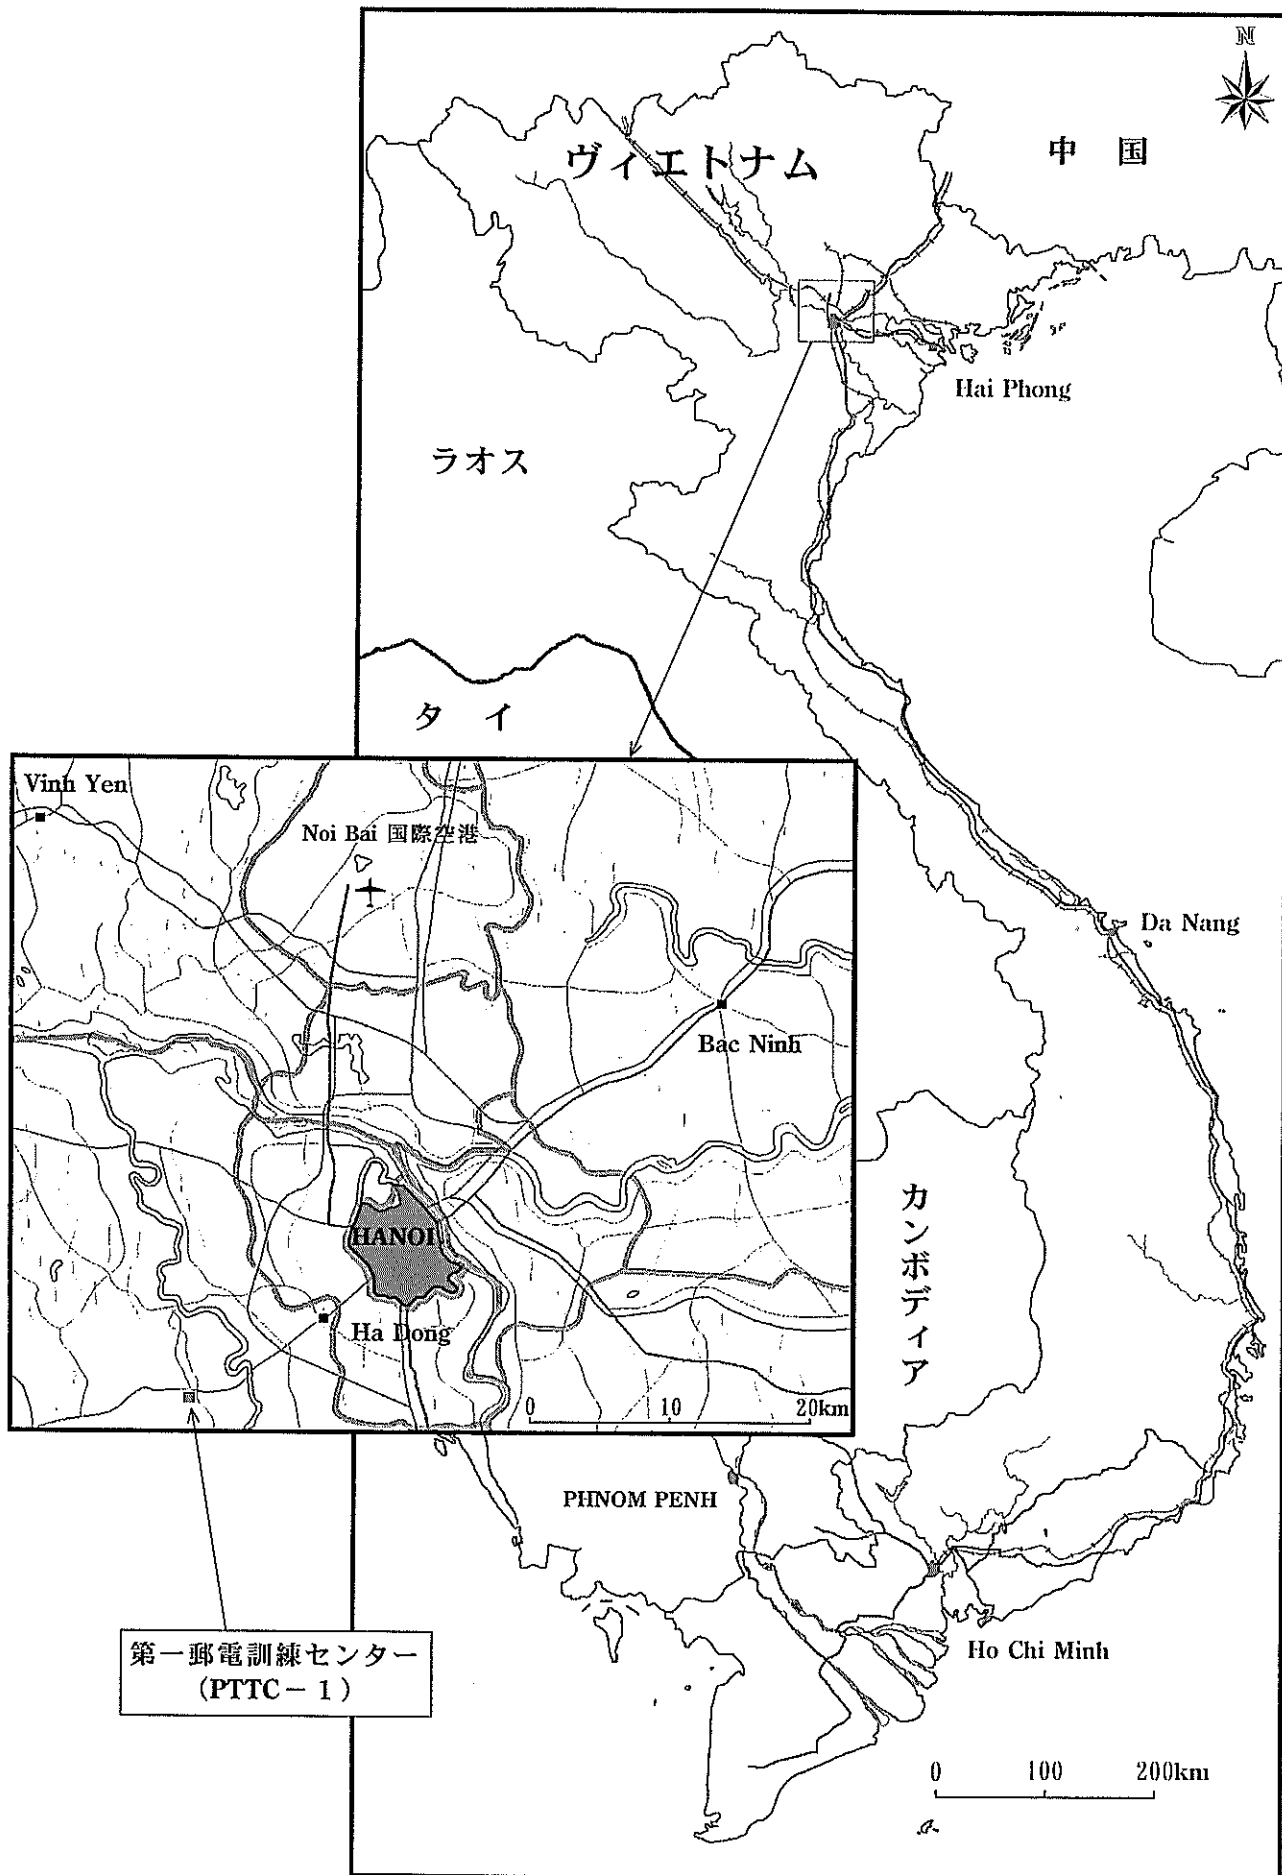 N
ヴィエトナム
中 国
Hai Phong
ラオス
タ イ
Vinh Yen
Noi Bai 国際空港
Da Nang
Bac Ninh
カンボディア
HANOI
Ha Dong
0 10 20km
PHNOM PENH
第一郵電訓練センター
(PTTC－1)
Ho Chi Minh
0 100 200km